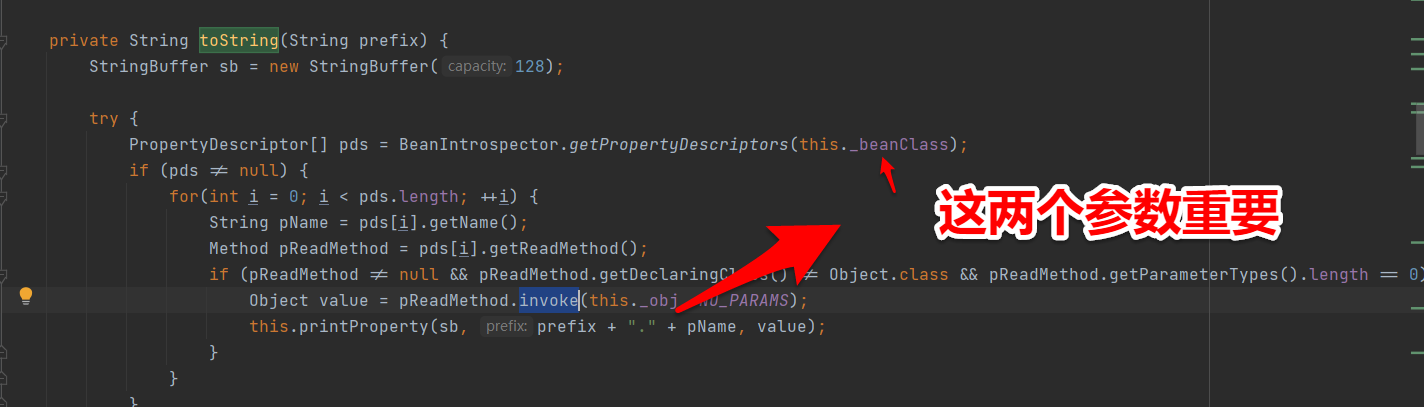 private String toString(String prefix) {
StringBuffer sb = new StringBuffer( capacity: 128);
try {
PropertyDescriptor[] pds = BeanIntrospector.getPropertyDescriptors(this._beanClass);
if (pds ≠ null) {
for(int i = 0; i < pds.length; ++i) {
这两个参数重要
String pName = pds[i].getName();
Method pReadMethod = pds[i].getReadMethod();
if (pReadMethod ≠ null && pReadMethod.getDeclaringClass() ≠ Object.class && pReadMethod.getParameterTypes().length == 0)
Object value = pReadMethod.invoke(this._obj, NO_PARAMS);
this.printProperty(sb, prefix: prefix + "." + pName, value);
}
}
}